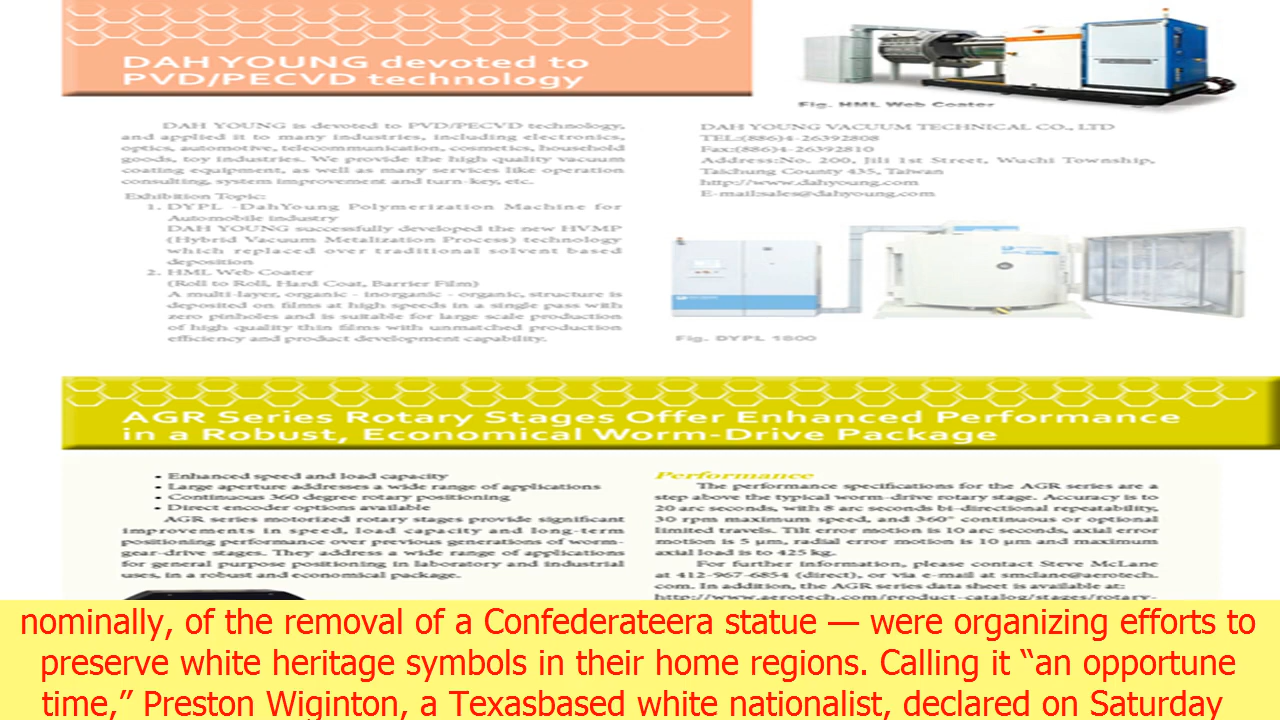 DAH YOUNG devoted to
PVD/PECVD technology
DAH YOUNG is devoted to PVD/PECVD technology,
and applied it to many industries, including electronics,
optics, automotive, telecommunication, cosmetics, household
goods, toy industries. We provide the high quality vacuum
coating equipment, as well as many services like operation
consulting, system improvement and turn-key, etc.
Exhibition Topic:
1. DYPL -DahYoung Polymerization Machine for
Automobile industry
DAH YOUNG successfully developed the new HVMP
(Hybrid Vacuum Metalization Process) technology
which replaced over traditional solvent based
deposition
2. HML Web Coater
(Roll to Roll, Hard Coat, Barrier Film)
A multi-layer, organic - inorganic - organic, structure is
deposited on films at high speeds in a single pass with
zero pinholes and is suitable for large scale production
of high quality thin films with unmatched production
efficiency and product development capability.
Fig. HML Web Coater
DAH YOUNG VACUUM TECHNICAL CO., LTD
TEL:(886)4-26392808
Fax:(886)4-26392810
Address:No. 200, Jili 1st Street, Wuchi Township,
Taichung County 435, Taiwan
http://www.dahyoung.com
E-mail:sales@dahyoung.com
Fig. DYPL 1800
AGR Series Rotary Stages Offer Enhanced Performance
in a Robust, Economical Worm-Drive Package
• Enhanced speed and load capacity
• Large aperture addresses a wide range of applications
• Continuous 360 degree rotary positioning
• Direct encoder options available
AGR series motorized rotary stages provide significant
improvements in speed, load capacity and long-term
positioning performance over previous generations of worm-
gear-drive stages. They address a wide range of applications
for general purpose positioning in laboratory and industrial
uses, in a robust and economical package.
Performance
The performance specifications for the AGR series are a
step above the typical worm-drive rotary stage. Accuracy is to
20 arc seconds, with 8 arc seconds bi-directional repeatability,
30 rpm maximum speed, and 360° continuous or optional
limited travels. Tilt error motion is 10 arc seconds, axial error
motion is 5 µm, radial error motion is 10 µm and maximum
axial load is to 425 kg.
For further information, please contact Steve McLane
at 412-967-6854 (direct), or via e-mail at smclane@aerotech.
com. In addition, the AGR series data sheet is available at:
http://www.aerotech.com/product-catalog/stages/rotary-
nominally, of the removal of a Confederateera statue — were organizing efforts to
preserve white heritage symbols in their home regions. Calling it “an opportune
time,” Preston Wiginton, a Texasbased white nationalist, declared on Saturday